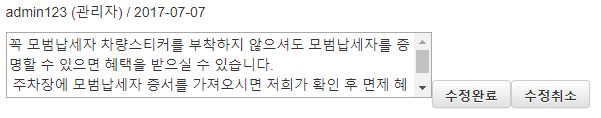 admin123 (관리자) / 2017-07-07
꼭 모범납세자 차량스티커를 부착하지 않으셔도 모범납세자를 증
명할 수 있으면 혜택을 받으실 수 있습니다.
주차장에 모범납세자 증서를 가져오시면 저희가 확인 후 면제 혜
수정완료 수정취소